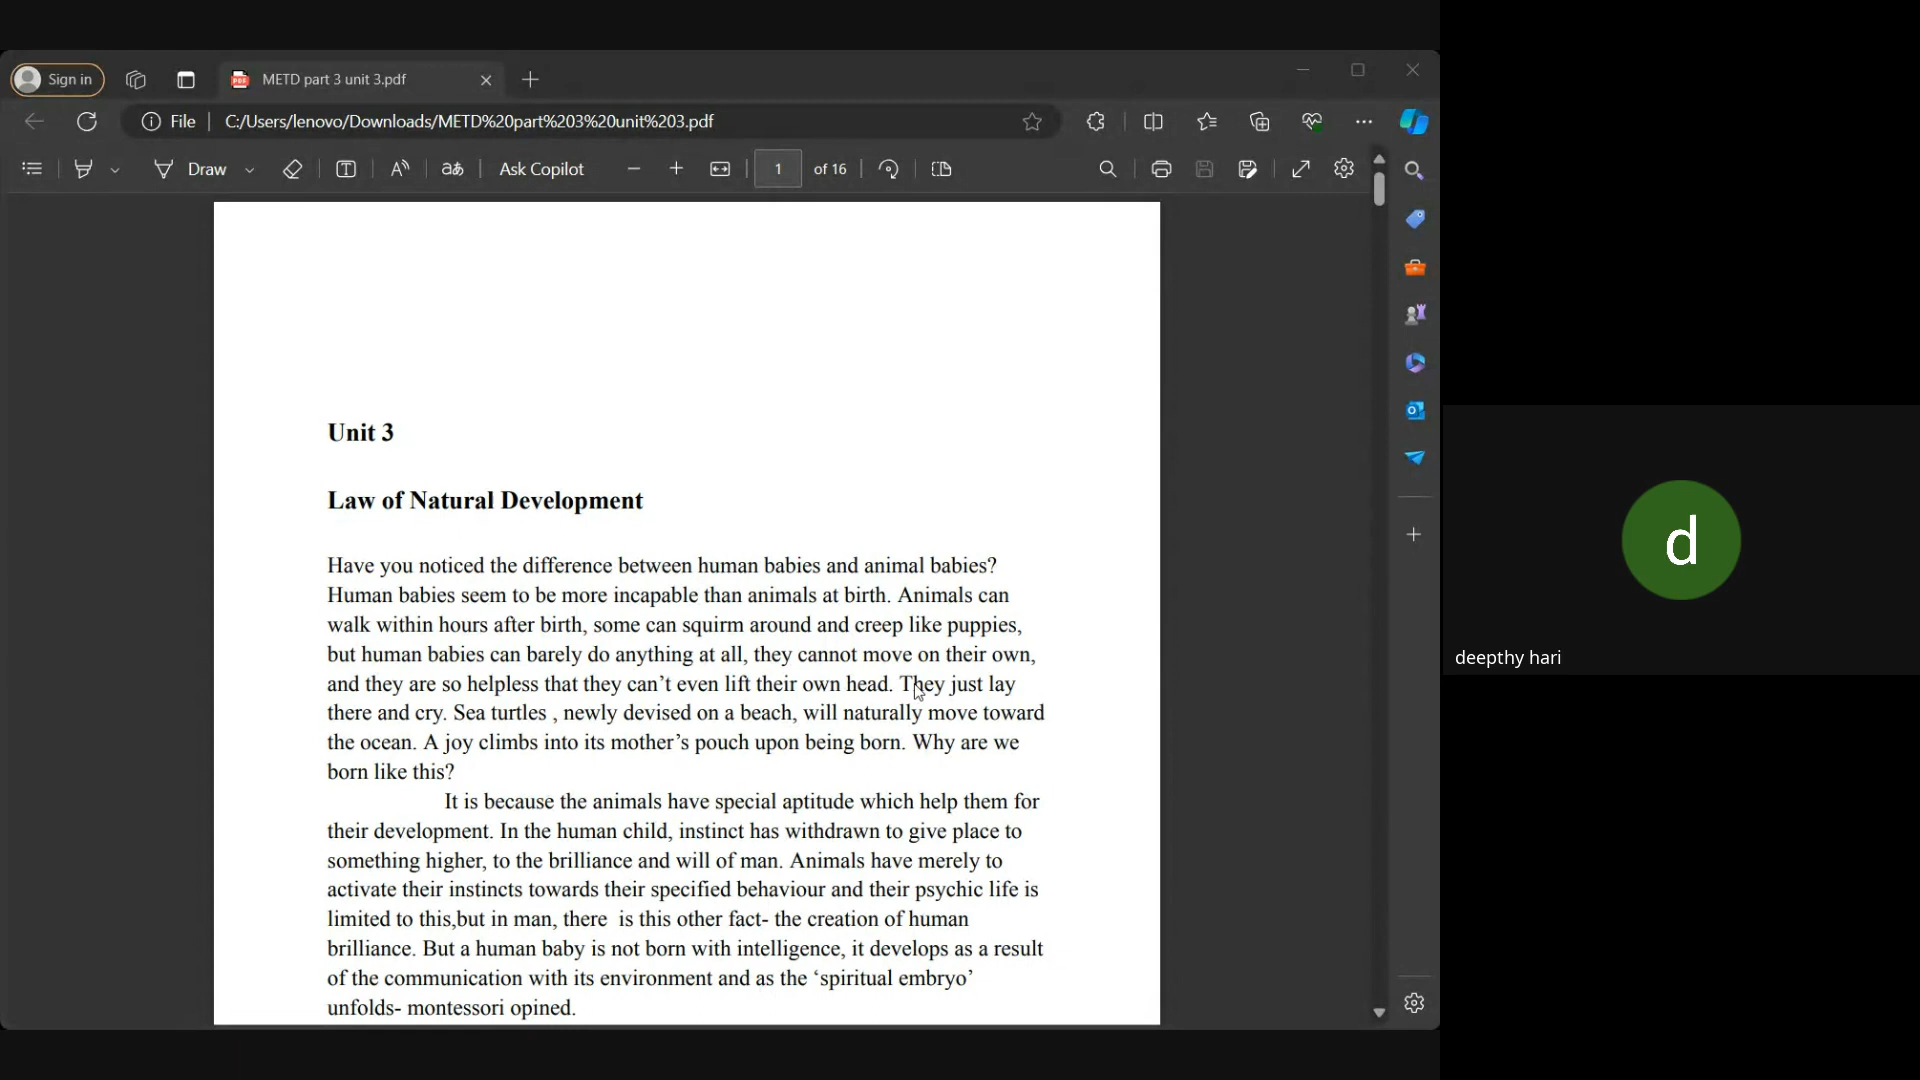 Sign in
METD part 3 unit 3.pdf
File
C:/Users/lenovo/Downloads/METD%20part%203%20unit%203.pdf
Draw
Ask Copilot
1 of 16
Unit 3
Law of Natural Development
Have you noticed the difference between human babies and animal babies?
Human babies seem to be more incapable than animals at birth. Animals can
walk within hours after birth, some can squirm around and creep like puppies,
but human babies can barely do anything at all, they cannot move on their own,
and they are so helpless that they can’t even lift their own head. They just lay
there and cry. Sea turtles , newly devised on a beach, will naturally move toward
the ocean. A joy climbs into its mother’s pouch upon being born. Why are we
born like this?
It is because the animals have special aptitude which help them for
their development. In the human child, instinct has withdrawn to give place to
something higher, to the brilliance and will of man. Animals have merely to
activate their instincts towards their specified behaviour and their psychic life is
limited to this,but in man, there  is this other fact- the creation of human
brilliance. But a human baby is not born with intelligence, it develops as a result
of the communication with its environment and as the ‘spiritual embryo’
unfolds- montessori opined.
d
deepthy hari